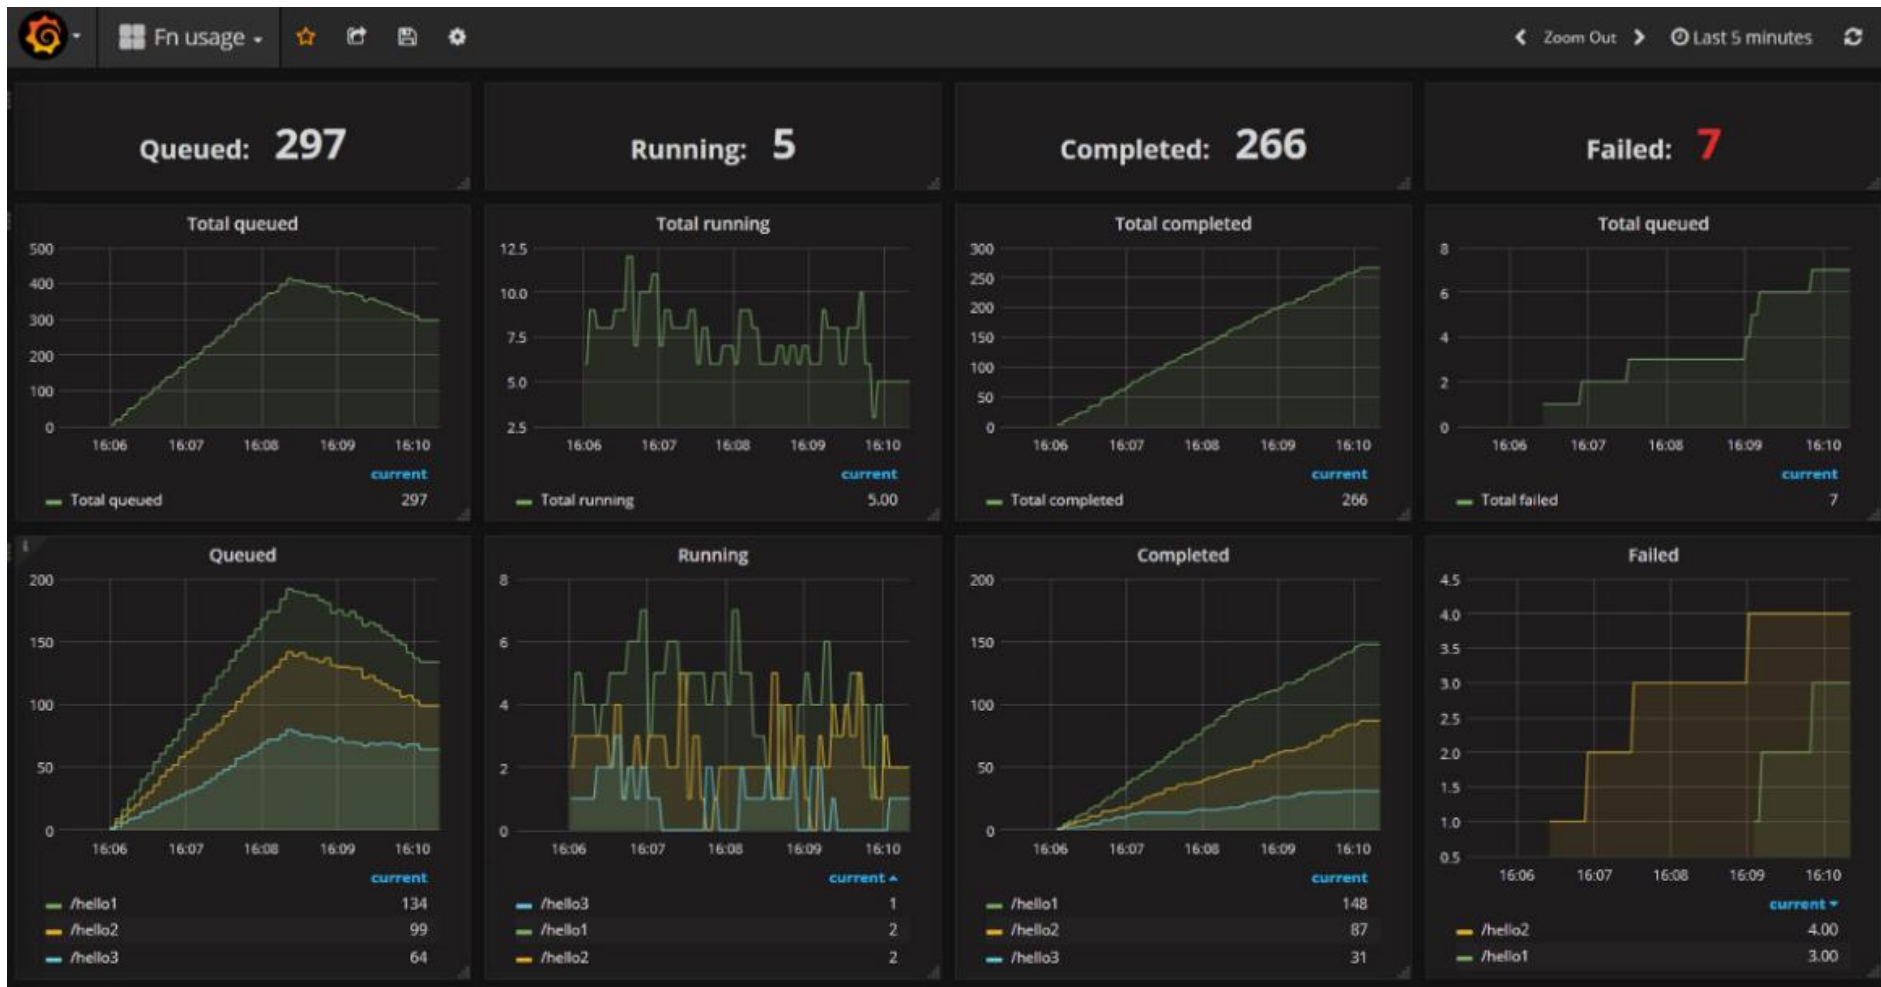 Fn usage
Zoom Out
Last 5 minutes
Queued: 297
Running: 5
Completed: 266
Failed: 7
Total queued
500
400
300
200
100
0
16:06 16:07 16:08 16:09 16:10
current
Total queued 297
Total running
12.5
10.0
7.5
5.0
2.5
16:06 16:07 16:08 16:09 16:10
current
Total running 5.00
Total completed
300
250
200
150
100
50
0
16:06 16:07 16:08 16:09 16:10
current
Total completed 266
Total queued
8
6
4
2
0
16:06 16:07 16:08 16:09 16:10
current
Total failed 7
i
Queued
200
150
100
50
0
16:06 16:07 16:08 16:09 16:10
current
/hello1 134
/hello2 99
/hello3 64
Running
8
6
4
2
0
16:06 16:07 16:08 16:09 16:10
current
/hello3 1
/hello1 2
/hello2 2
Completed
200
150
100
50
0
16:06 16:07 16:08 16:09 16:10
current
/hello1 148
/hello2 87
/hello3 31
Failed
4.5
4.0
3.5
3.0
2.5
2.0
1.5
1.0
0.5
16:06 16:07 16:08 16:09 16:10
current
/hello2 4.00
/hello1 3.00